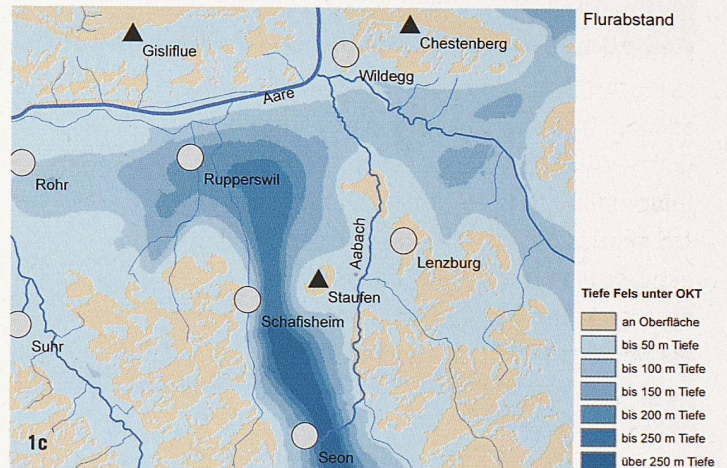 Flurabstand
Gisliflue
Chestenberg
Wildegg
Aare
Rohr
Rupperswil
Aabach
Lenzburg
Staufen
Schafisheim
Suhr
Seon
1c
Tiefe Fels unter OKT
an Oberfläche
bis 50 m Tiefe
bis 100 m Tiefe
bis 150 m Tiefe
bis 200 m Tiefe
bis 250 m Tiefe
über 250 m Tiefe